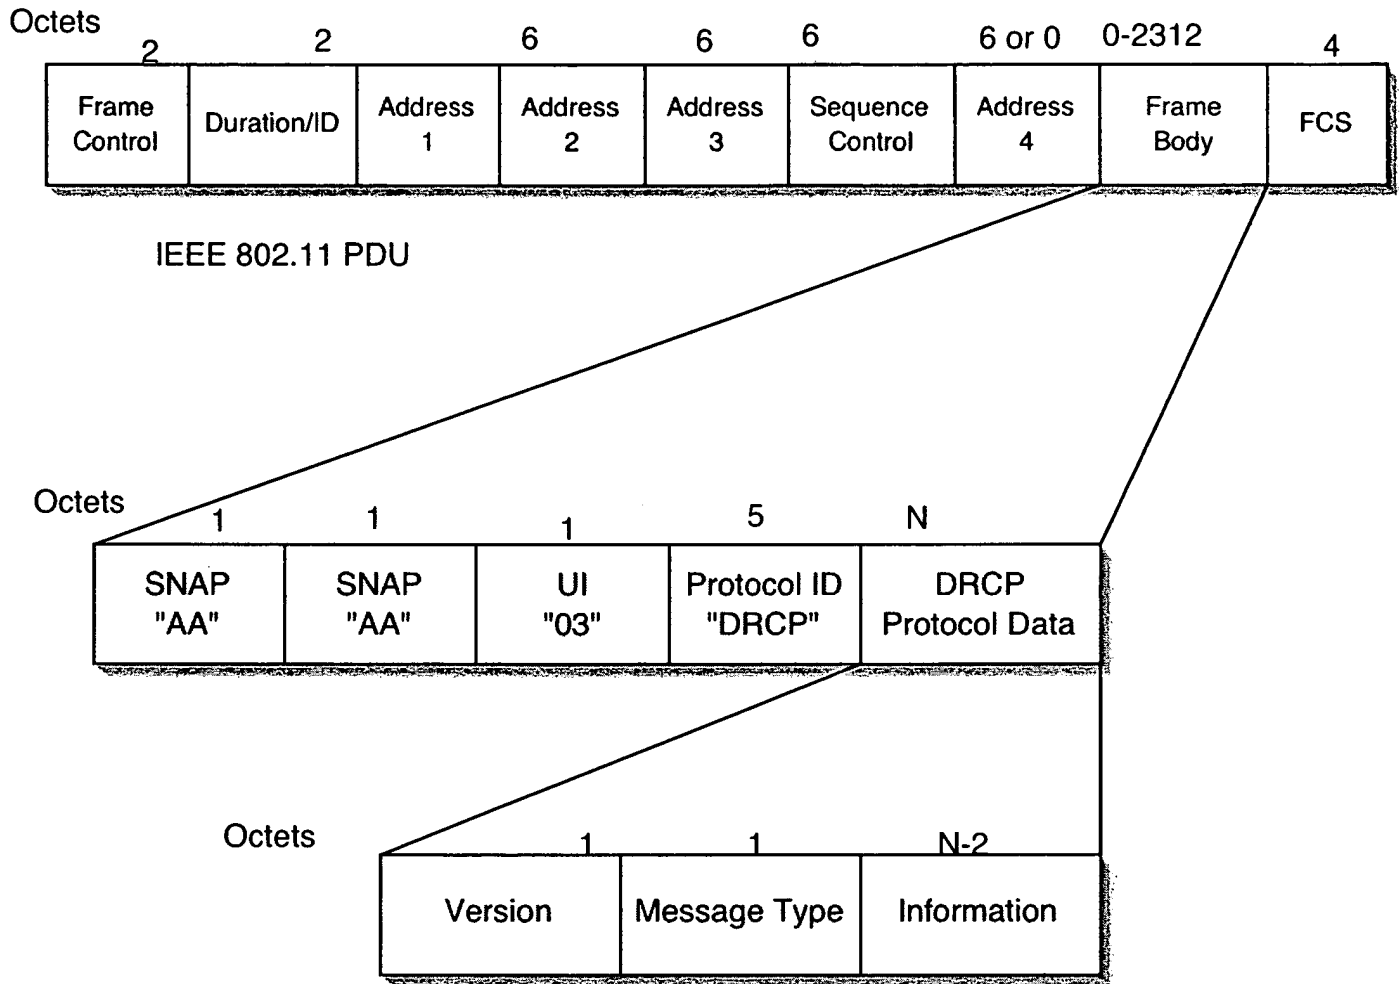 Octets
2 2 6 6 6 6 or 0 0-2312 4
Frame Control
Duration/ID
Address 1
Address 2
Address 3
Sequence Control
Address 4
Frame Body
FCS
IEEE 802.11 PDU
Octets
1 1 1 5 N
SNAP "AA"
SNAP "AA"
UI "03"
Protocol ID "DRCP"
DRCP Protocol Data
Octets
1 1 N-2
Version
Message Type
Information